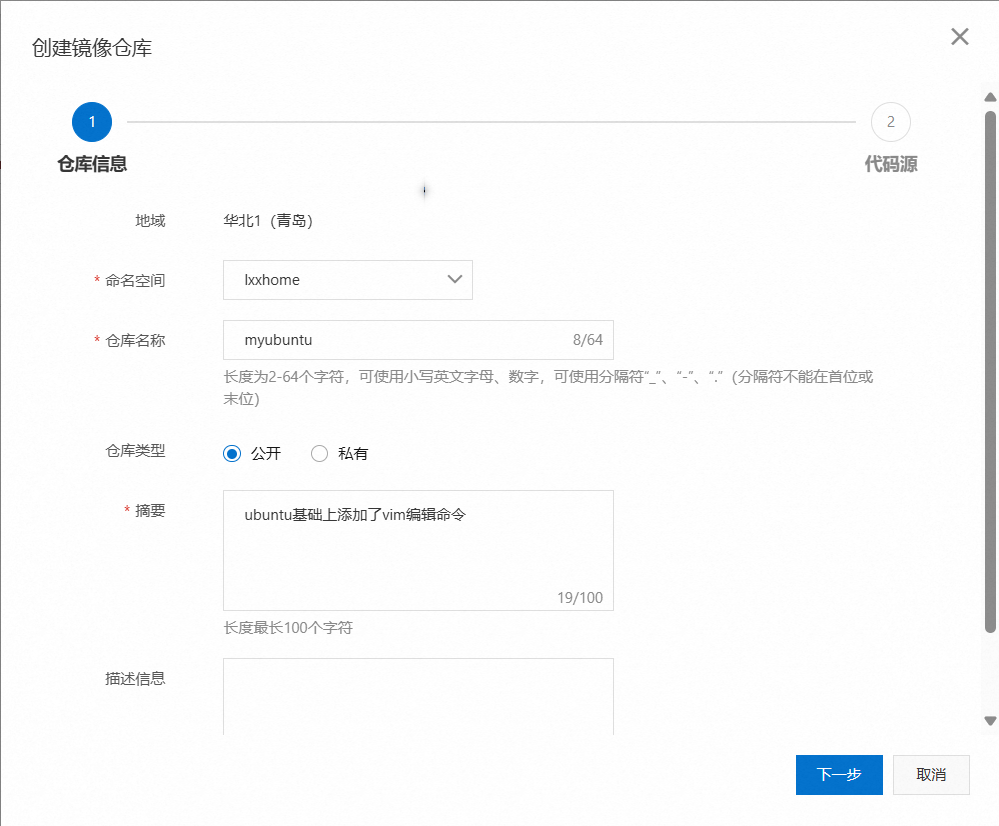 创建镜像仓库
1
2
仓库信息
代码源
地域
华北1（青岛）
* 命名空间
lxxhome
* 仓库名称
myubuntu
8/64
长度为2-64个字符，可使用小写英文字母、数字，可使用分隔符“_”、“-”、“.”（分隔符不能在首位或
末位）
仓库类型
公开
私有
* 摘要
ubuntu基础上添加了vim编辑命令
19/100
长度最长100个字符
描述信息
下一步
取消